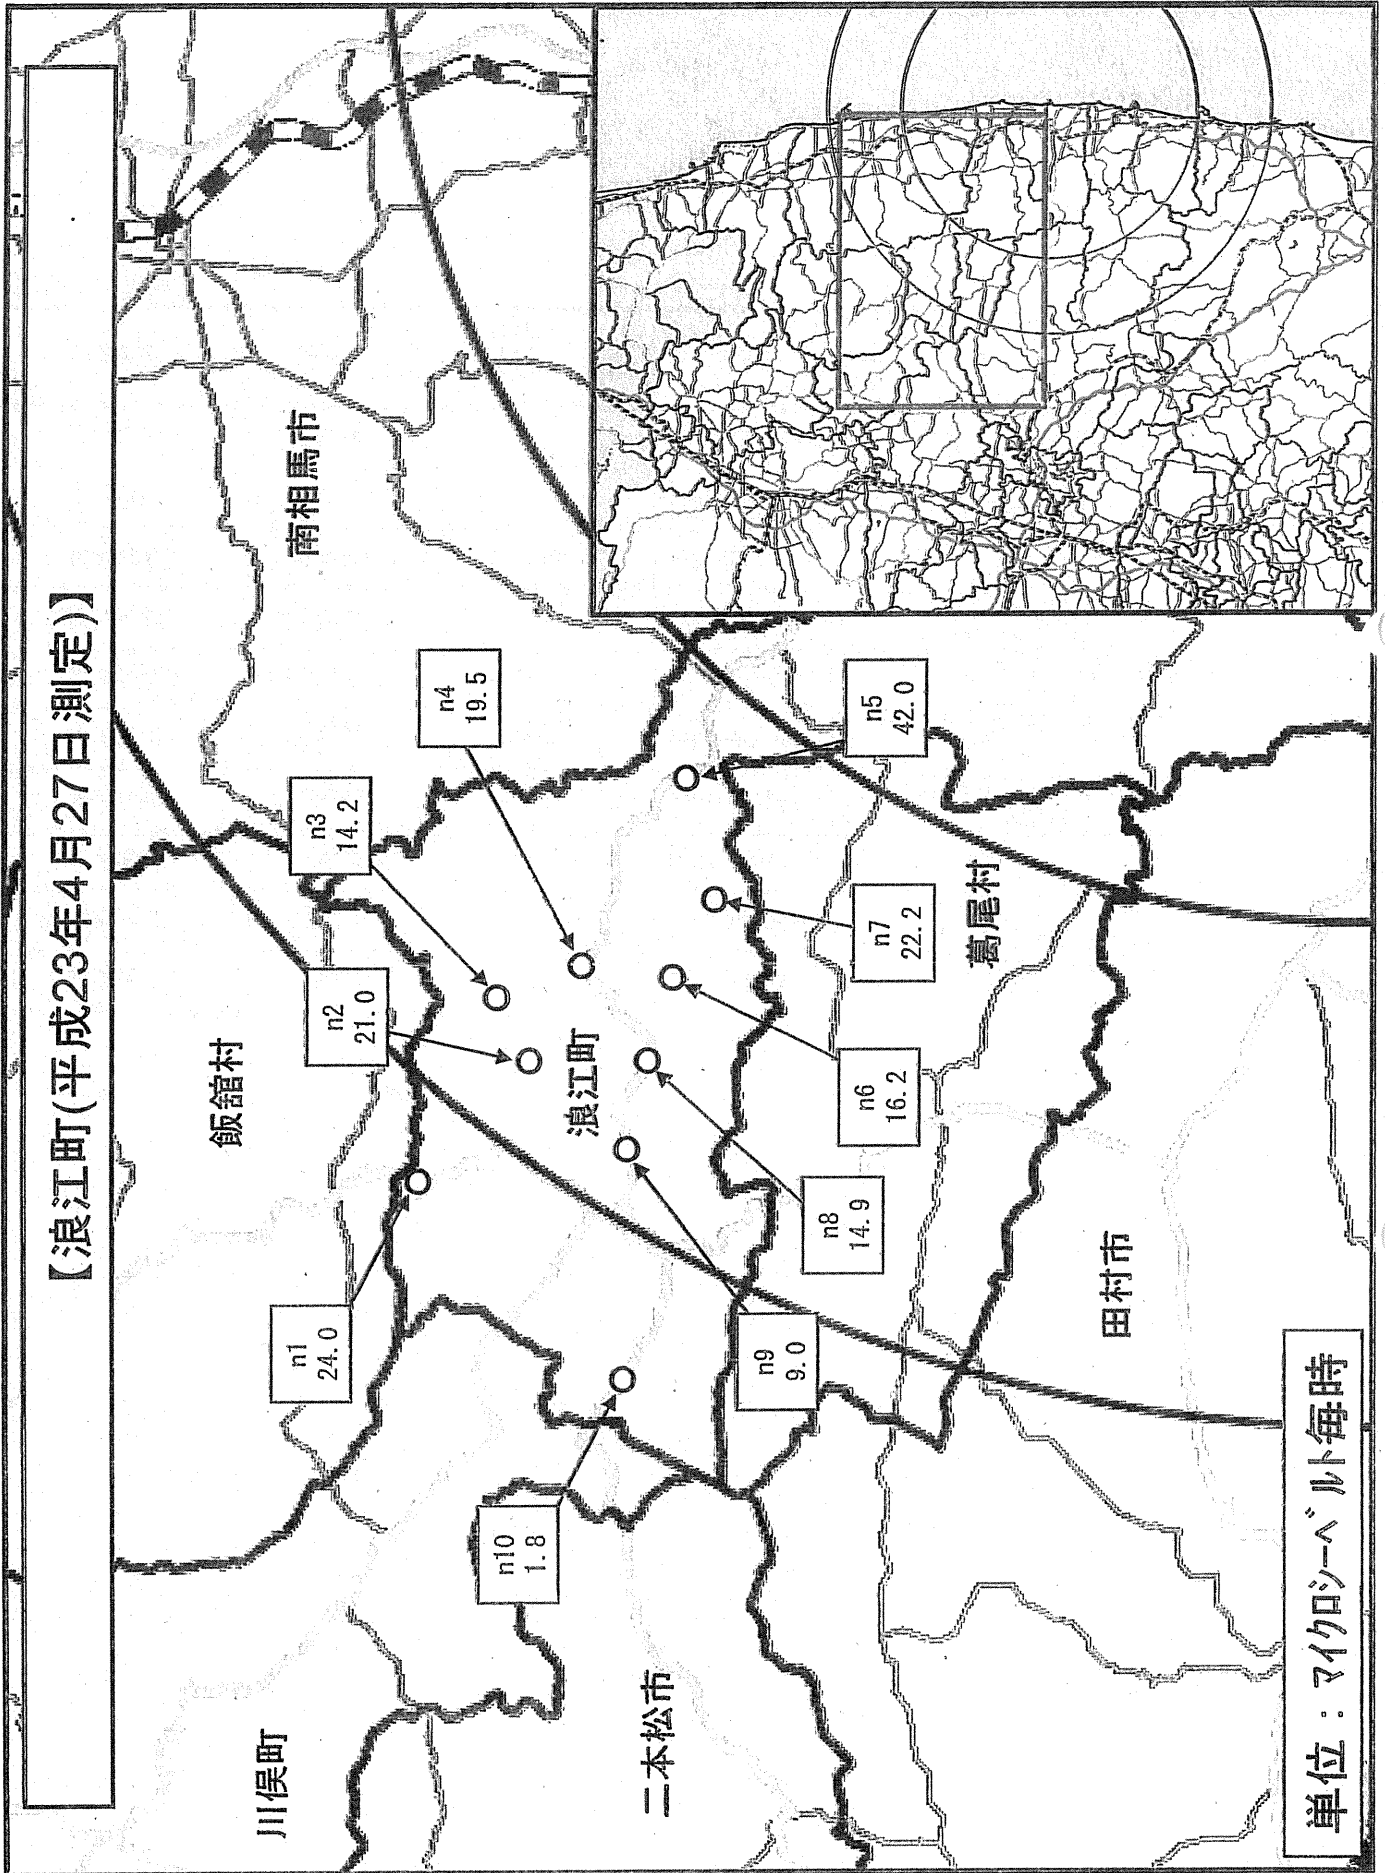 【浪江町(平成23年4月27日測定)】
川俣町
飯舘村
南相馬市
n1
24.0
n2
21.0
n3
14.2
n4
19.5
n10
1.8
浪江町
二本松市
n9
9.0
n8
14.9
n6
16.2
n7
22.2
n5
42.0
葛尾村
田村市
単位：マイクロシーベルト毎時